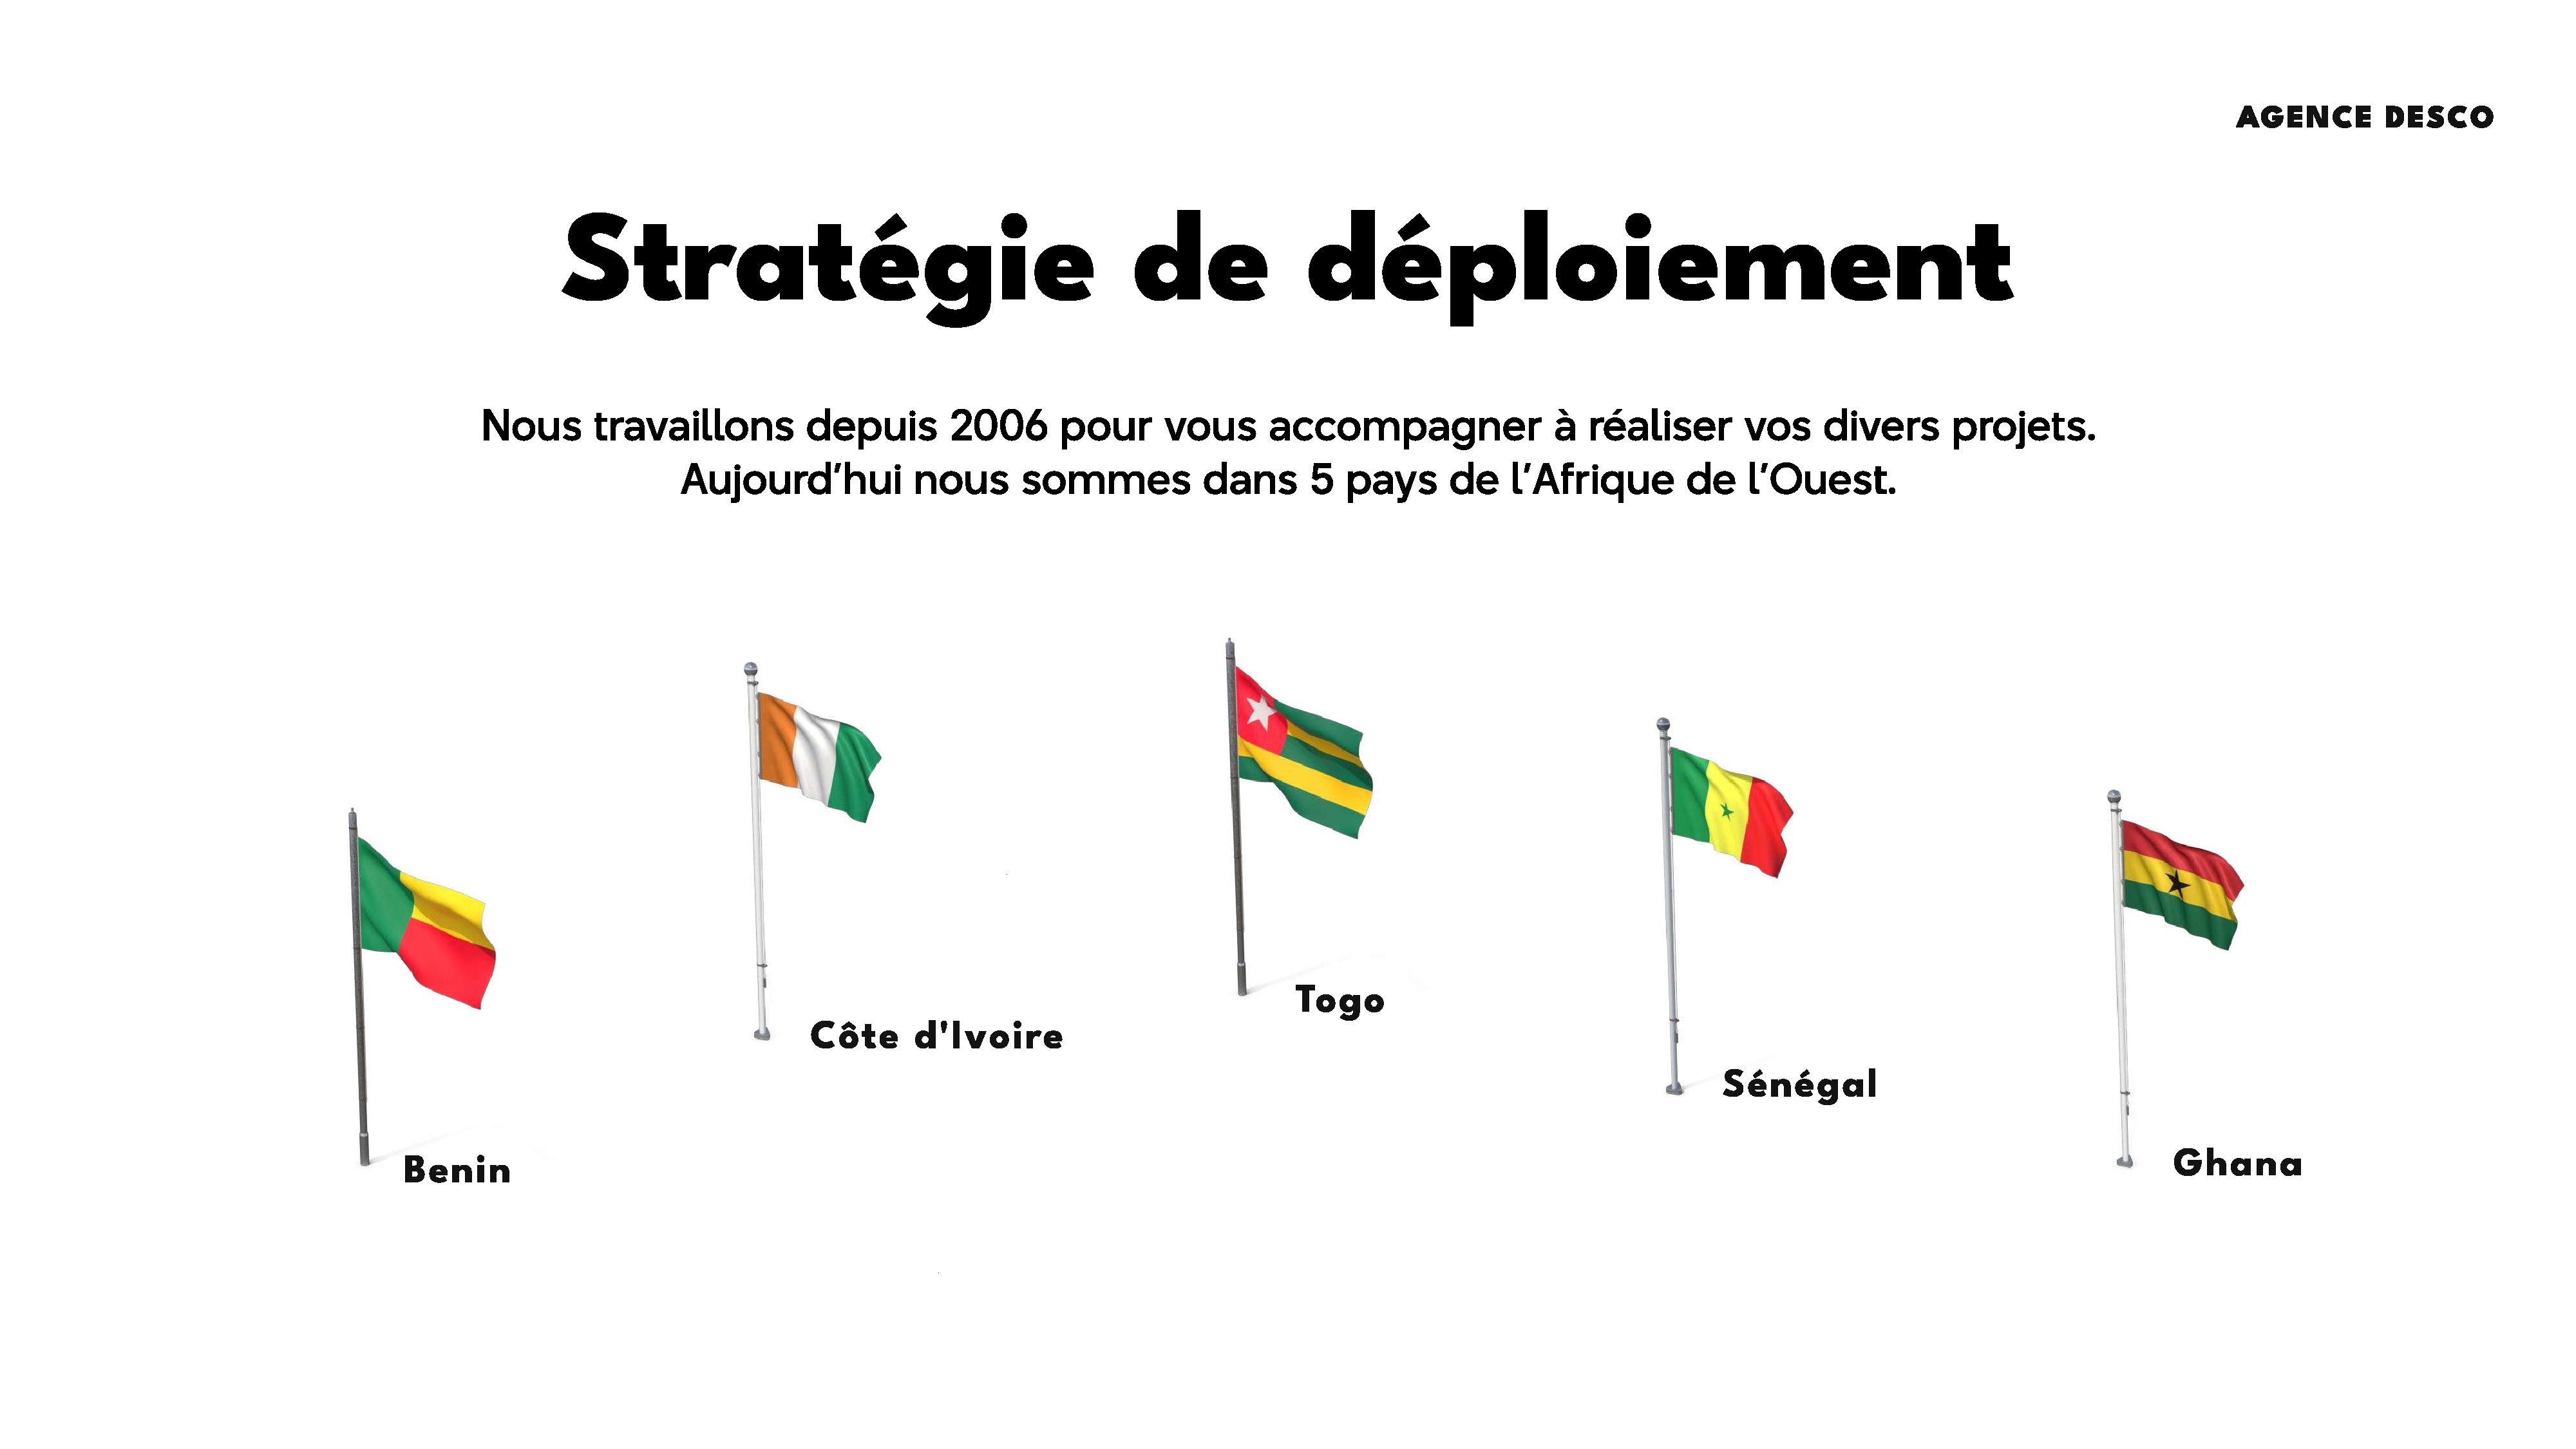 AGENCE DESCO
Stratégie de déploiement
Nous travaillons depuis 2006 pour vous accompagner à réaliser vos divers projets.
Aujourd’hui nous sommes dans 5 pays de l’Afrique de l’Ouest.
Togo
Côte d'Ivoire
Sénégal
Benin
Ghana